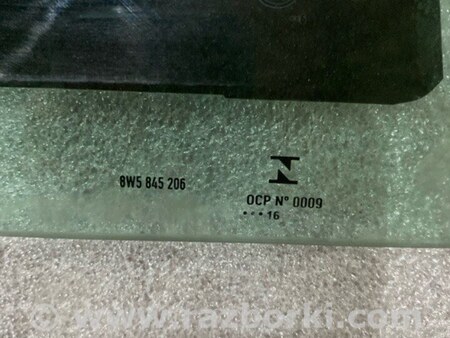 8W5 845 206
N
OCP N° 0009
••• 16
© www.razborki.com